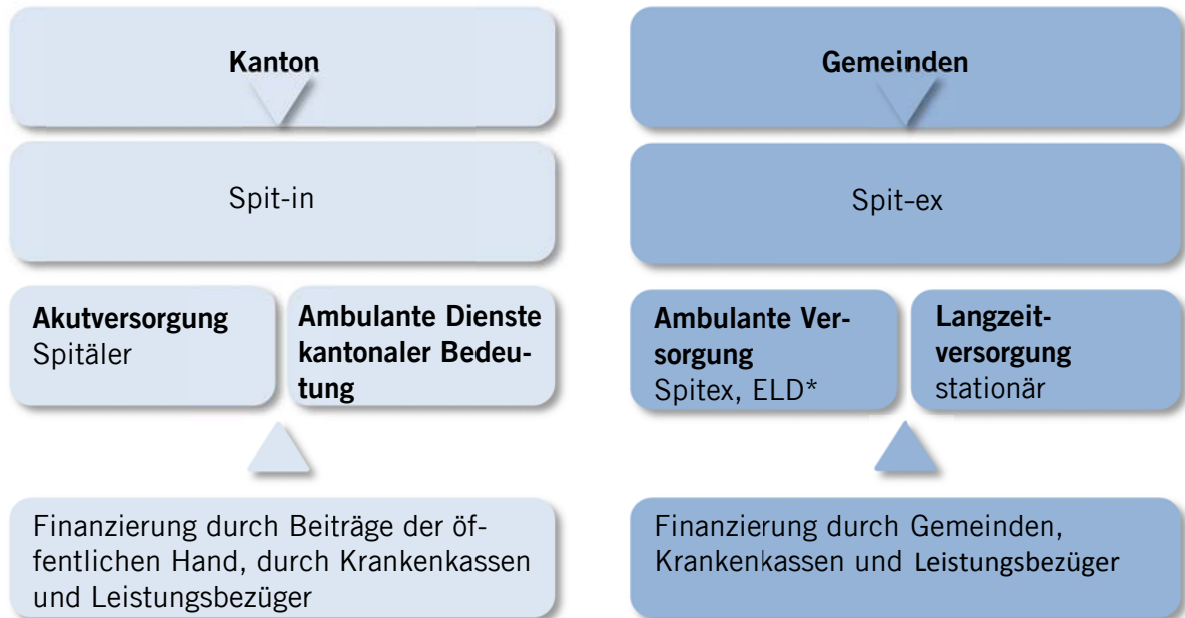 Kanton
Spit-in
Akutversorgung
Spitäler
Ambulante Dienste
kantonaler Bedeu-
tung
Finanzierung durch Beiträge der öf-
fentlichen Hand, durch Krankenkassen
und Leistungsbezüger
Gemeinden
Spit-ex
Ambulante Ver-
sorgung
Spitex, ELD*
Langzeit-
versorgung
stationär
Finanzierung durch Gemeinden,
Krankenkassen und Leistungsbezüger